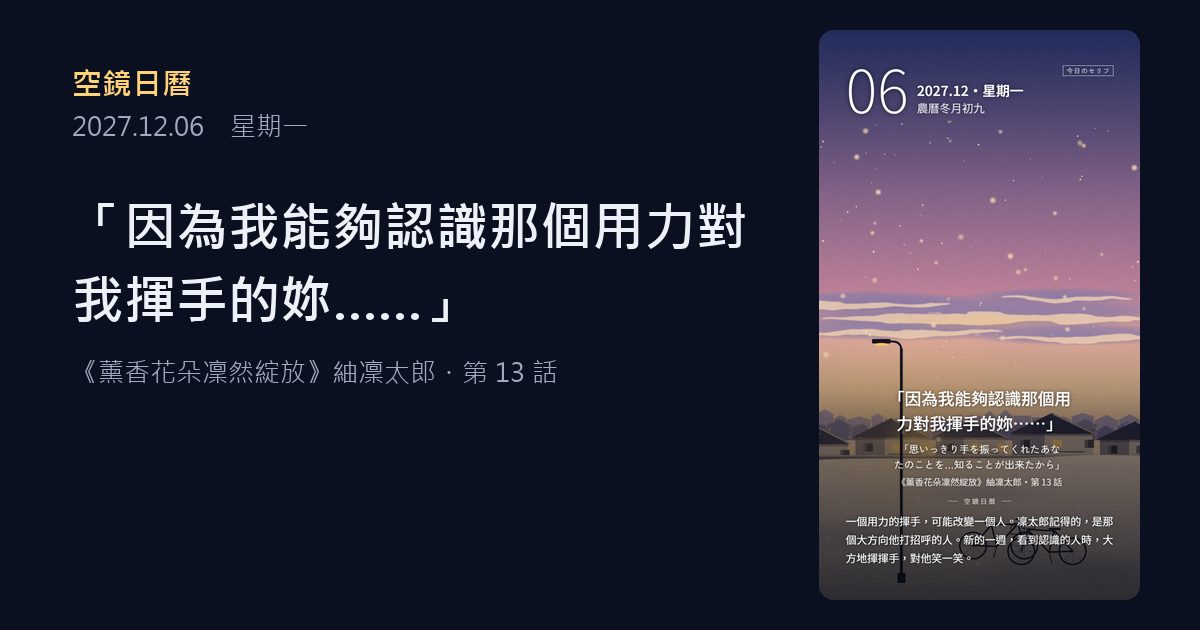 空鏡日曆
2027.12.06 星期一
「因為我能夠認識那個用力對
我揮手的妳……」
《薰香花朵凜然綻放》紬凜太郎・第 13 話
06
2027.12・星期一
農曆冬月初九
今日のセリフ
「因為我能夠認識那個用
力對我揮手的妳……」
「思いっきり手を振ってくれたあな
たのことを…知ることが出来たから」
《薰香花朵凜然綻放》紬凜太郎・第 13 話
— 空鏡日曆 —
一個用力的揮手，可能改變一個人。凜太郎記得的，是那
個大方向他打招呼的人。新的一週，看到認識的人時，大
方地揮揮手，對他笑一笑。